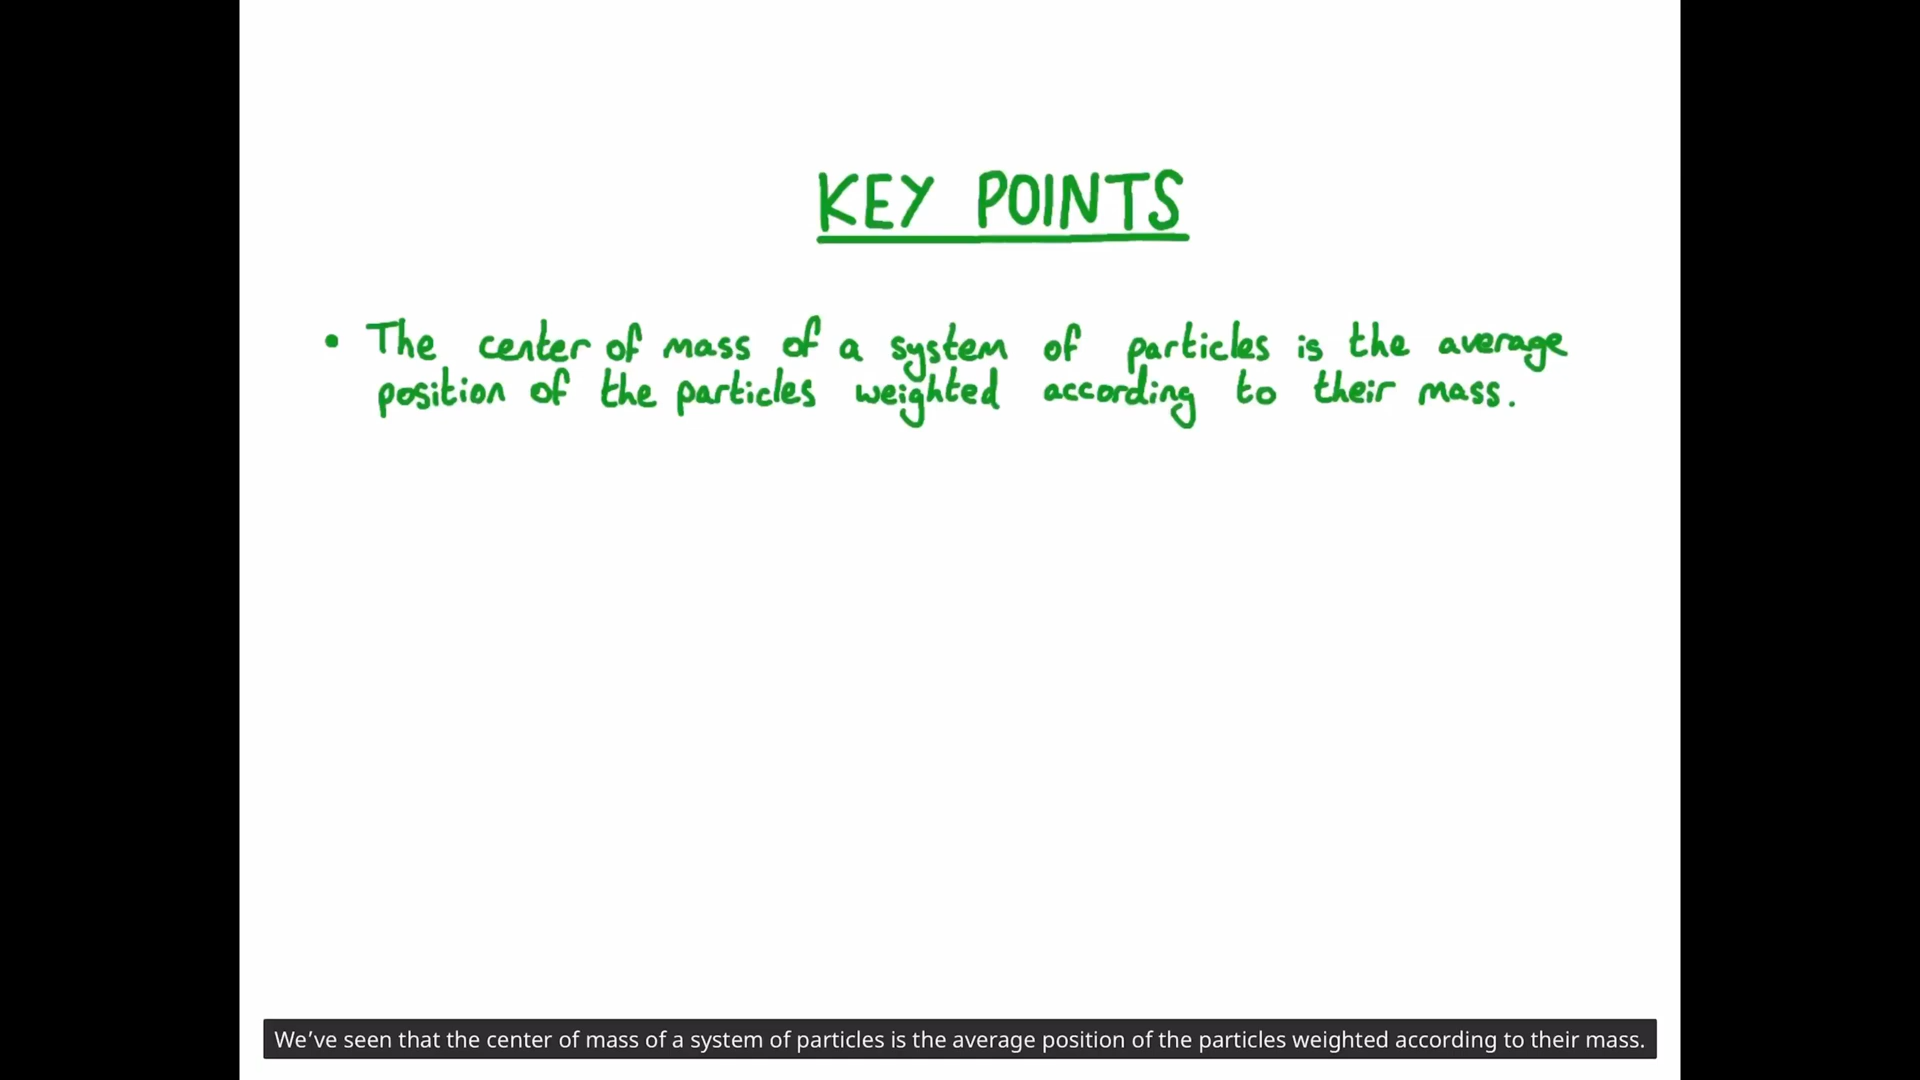 KEY POINTS
• The center of mass of a system of particles is the average
position of the particles weighted according to their mass.
We've seen that the center of mass of a system of particles is the average position of the particles weighted according to their mass.